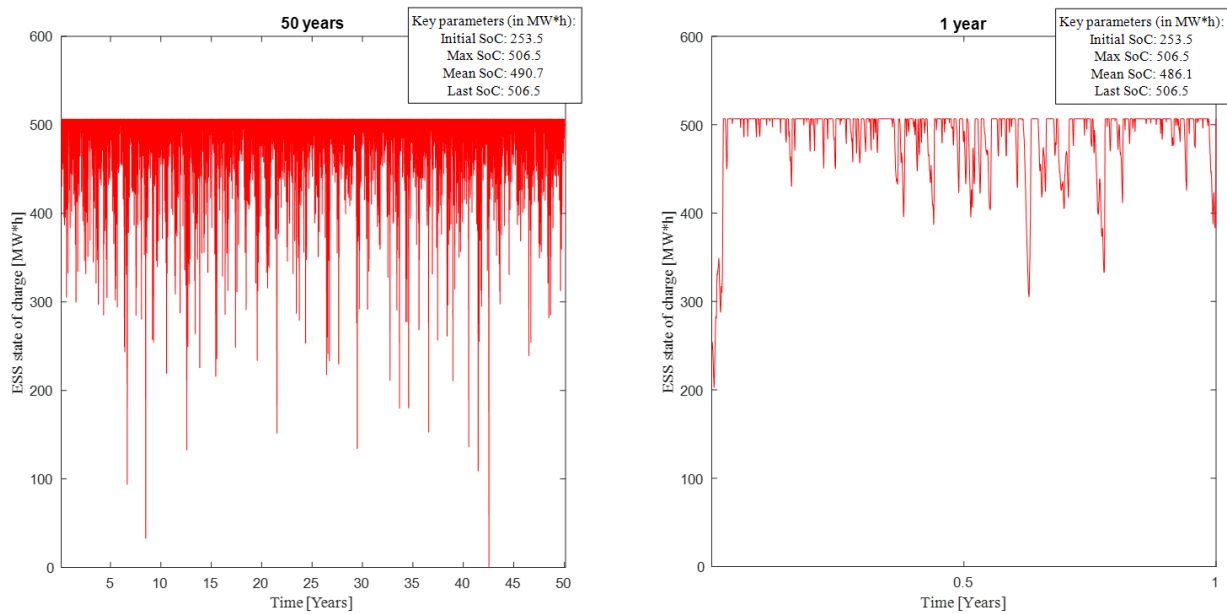 50 years
Key parameters (in MW*h):
Initial SoC: 253.5
Max SoC: 506.5
Mean SoC: 490.7
Last SoC: 506.5
600
500
400
300
200
100
0
ESS state of charge [MW*h]
5
10
15
20
25
30
35
40
45
50
Time [Years]
1 year
Key parameters (in MW*h):
Initial SoC: 253.5
Max SoC: 506.5
Mean SoC: 486.1
Last SoC: 506.5
600
500
400
300
200
100
0
ESS state of charge [MW*h]
0.5
1
Time [Years]